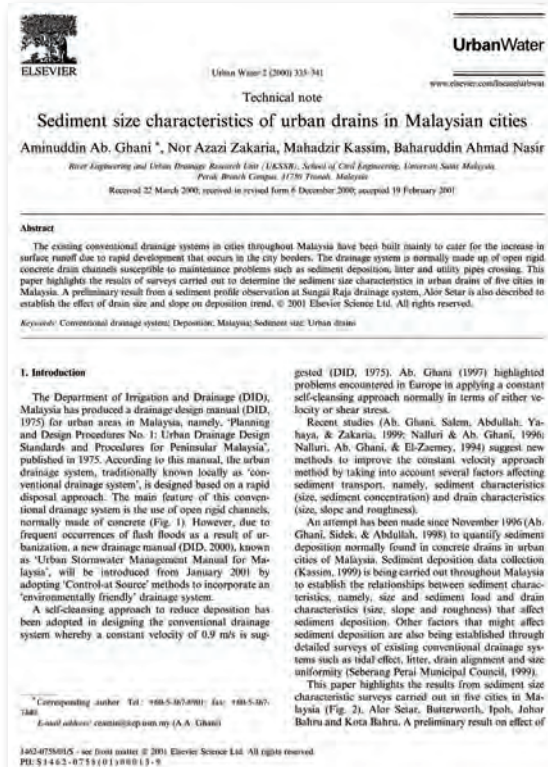 ELSEVIER
Urban Water 2 (2000) 335-341
UrbanWater
www.elsevier.com/locate/urbwat
Technical note
Sediment size characteristics of urban drains in Malaysian cities
Aminuddin Ab. Ghani *, Nor Azazi Zakaria, Mahadzir Kassim, Baharuddin Ahmad Nasir
River Engineering and Urban Drainage Research Unit (UKSSB), School of Civil Engineering, Universiti Sains Malaysia,
Perak Branch Campus, 31750 Tronoh, Malaysia
Received 22 March 2000; received in revised form 6 December 2000; accepted 19 February 2001
Abstract
The existing conventional drainage systems in cities throughout Malaysia have been built mainly to cater for the increase in
surface runoff due to rapid development that occurs in the city borders. The drainage system is normally made up of open rigid
concrete drain channels susceptible to maintenance problems such as sediment deposition, litter and utility pipes crossing. This
paper highlights the results of surveys carried out to determine the sediment size characteristics in urban drains of five cities in
Malaysia. A preliminary result from a sediment profile observation at Sungai Raja drainage system, Alor Setar is also described to
establish the effect of drain size and slope on deposition trend. © 2001 Elsevier Science Ltd. All rights reserved.
Keywords: Conventional drainage system; Deposition; Malaysia; Sediment size; Urban drains
1. Introduction
The Department of Irrigation and Drainage (DID),
Malaysia has produced a drainage design manual (DID,
1975) for urban areas in Malaysia, namely, 'Planning
and Design Procedures No. 1: Urban Drainage Design
Standards and Procedures for Peninsular Malaysia',
published in 1975. According to this manual, the urban
drainage system, traditionally known locally as 'con-
ventional drainage system', is designed based on a rapid
disposal approach. The main feature of this conven-
tional drainage system is the use of open rigid channels,
normally made of concrete (Fig. 1). However, due to
frequent occurrences of flash floods as a result of ur-
banization, a new drainage manual (DID, 2000), known
as 'Urban Stormwater Management Manual for Ma-
laysia', will be introduced from January 2001 by
adopting 'Control-at Source' methods to incorporate an
'environmentally friendly' drainage system.
A self-cleansing approach to reduce deposition has
been adopted in designing the conventional drainage
system whereby a constant velocity of 0.9 m/s is sug-
* Corresponding author. Tel.: fax:
E-mail address: (A.A. Ghani)
gested (DID, 1975). Ab. Ghani (1997) highlighted
problems encountered in Europe in applying a constant
self-cleansing approach normally in terms of either ve-
locity or shear stress.
Recent studies (Ab. Ghani, Salem, Abdullah, Ya-
haya, & Zakaria, 1999; Nalluri & Ab. Ghani, 1996;
Nalluri, Ab. Ghani, & El-Zaemey, 1994) suggest new
methods to improve the constant velocity approach
method by taking into account several factors affecting
sediment transport, namely, sediment characteristics
(size, sediment concentration) and drain characteristics
(size, slope and roughness).
An attempt has been made since November 1996 (Ab.
Ghani, Sidek, & Abdullah, 1998) to quantify sediment
deposition normally found in concrete drains in urban
cities of Malaysia. Sediment deposition data collection
(Kassim, 1999) is being carried out throughout Malaysia
to establish the relationships between sediment charac-
teristics, namely, size and sediment load and drain
characteristics (size, slope and roughness) that affect
sediment deposition. Other factors that might affect
sediment deposition are also being established through
detailed surveys of existing conventional drainage sys-
tems such as tidal effect, litter, drain alignment and size
uniformity (Seberang Perai Municipal Council, 1999).
This paper highlights the results from sediment size
characteristic surveys carried out in five cities in Ma-
laysia (Fig. 2), Alor Setar, Butterworth, Ipoh, Johor
Bahru and Kota Bahru. A preliminary result on effect of
1462-0758/01/$ - see front matter © 2001 Elsevier Science Ltd. All rights reserved.
PII: S1462-0758(01)00013-9